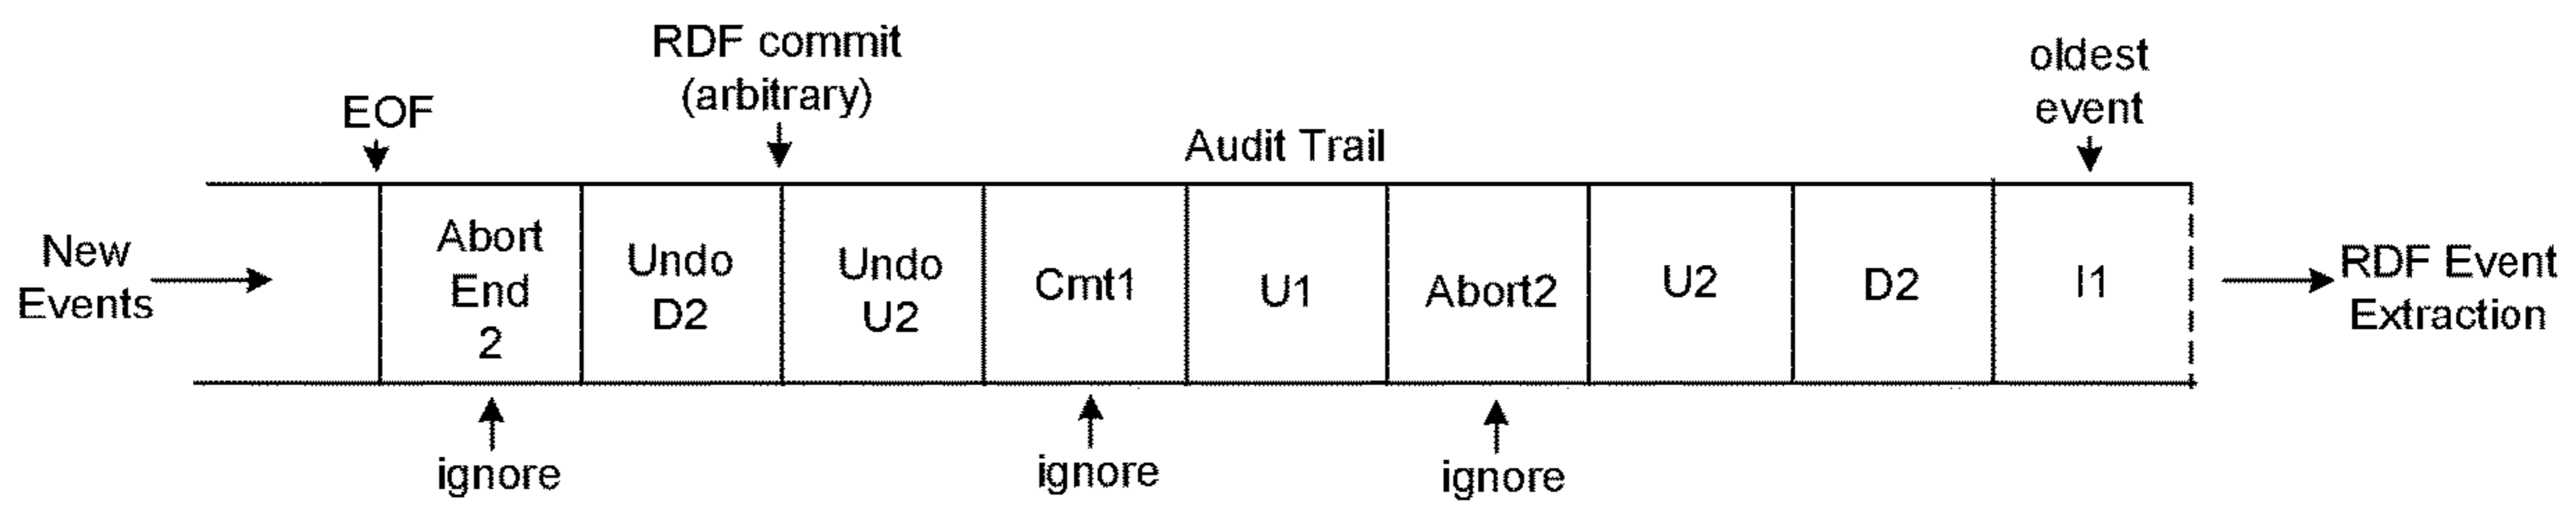 RDF commit
(arbitrary)
EOF
oldest
event
Audit Trail
New
Events
Abort
End
2
Undo
D2
Undo
U2
Cmt1
U1
Abort2
U2
D2
I1
RDF Event
Extraction
ignore
ignore
ignore